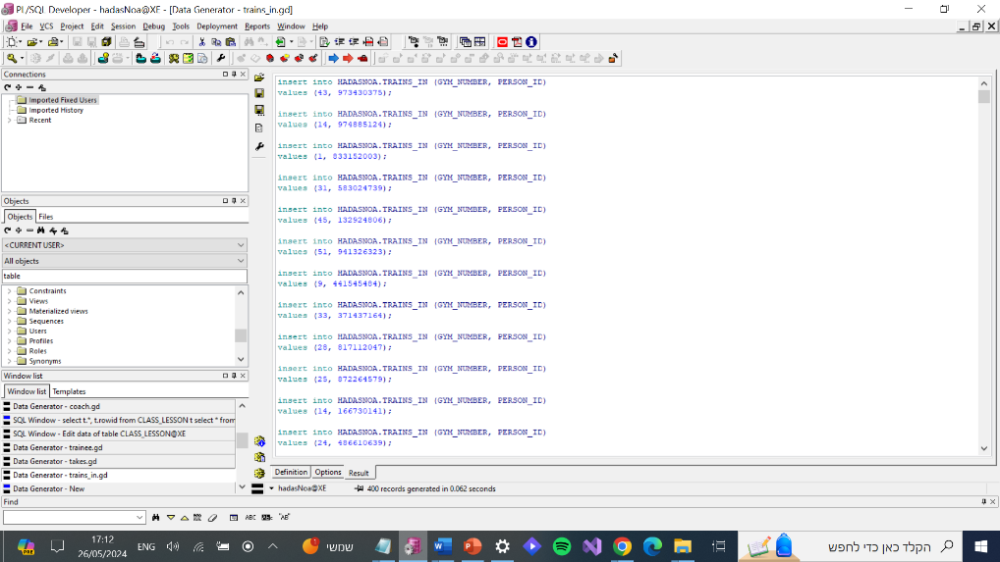 PL/SQL Developer - hadasNoa@XE - [Data Generator - trains_in.gd]
File VCS Project Edit Session Debug Tools Deployment Reports Window Help
Connections
Imported Fixed Users
Imported History
Recent
Objects
Objects Files
<CURRENT USER>
All objects
table
Constraints
Views
Materialized views
Sequences
Users
Profiles
Roles
Synonyms
Window list
Window list Templates
Data Generator - coach.gd
SQL Window - select t.*, t.rowid from CLASS_LESSON t select * from
SQL Window - Edit data of table CLASS_LESSON@XE
Data Generator - trainee.gd
Data Generator - takes.gd
Data Generator - trains_in.gd
Data Generator - New
insert into HADASNOA.TRAINS_IN (GYM_NUMBER, PERSON_ID)
values (43, 973430375);
insert into HADASNOA.TRAINS_IN (GYM_NUMBER, PERSON_ID)
values (14, 974885124);
insert into HADASNOA.TRAINS_IN (GYM_NUMBER, PERSON_ID)
values (1, 833152003);
insert into HADASNOA.TRAINS_IN (GYM_NUMBER, PERSON_ID)
values (31, 583024739);
insert into HADASNOA.TRAINS_IN (GYM_NUMBER, PERSON_ID)
values (45, 132924806);
insert into HADASNOA.TRAINS_IN (GYM_NUMBER, PERSON_ID)
values (51, 941326323);
insert into HADASNOA.TRAINS_IN (GYM_NUMBER, PERSON_ID)
values (9, 441545484);
insert into HADASNOA.TRAINS_IN (GYM_NUMBER, PERSON_ID)
values (33, 371437164);
insert into HADASNOA.TRAINS_IN (GYM_NUMBER, PERSON_ID)
values (28, 817112047);
insert into HADASNOA.TRAINS_IN (GYM_NUMBER, PERSON_ID)
values (25, 872264579);
insert into HADASNOA.TRAINS_IN (GYM_NUMBER, PERSON_ID)
values (14, 166730141);
insert into HADASNOA.TRAINS_IN (GYM_NUMBER, PERSON_ID)
values (24, 486610639);
Definition Options Result
hadasNoa@XE 400 records generated in 0.062 seconds
Find
ABC "AB"
17:12
26/05/2024
ENG
שמשי
הקלד כאן כדי לחפש